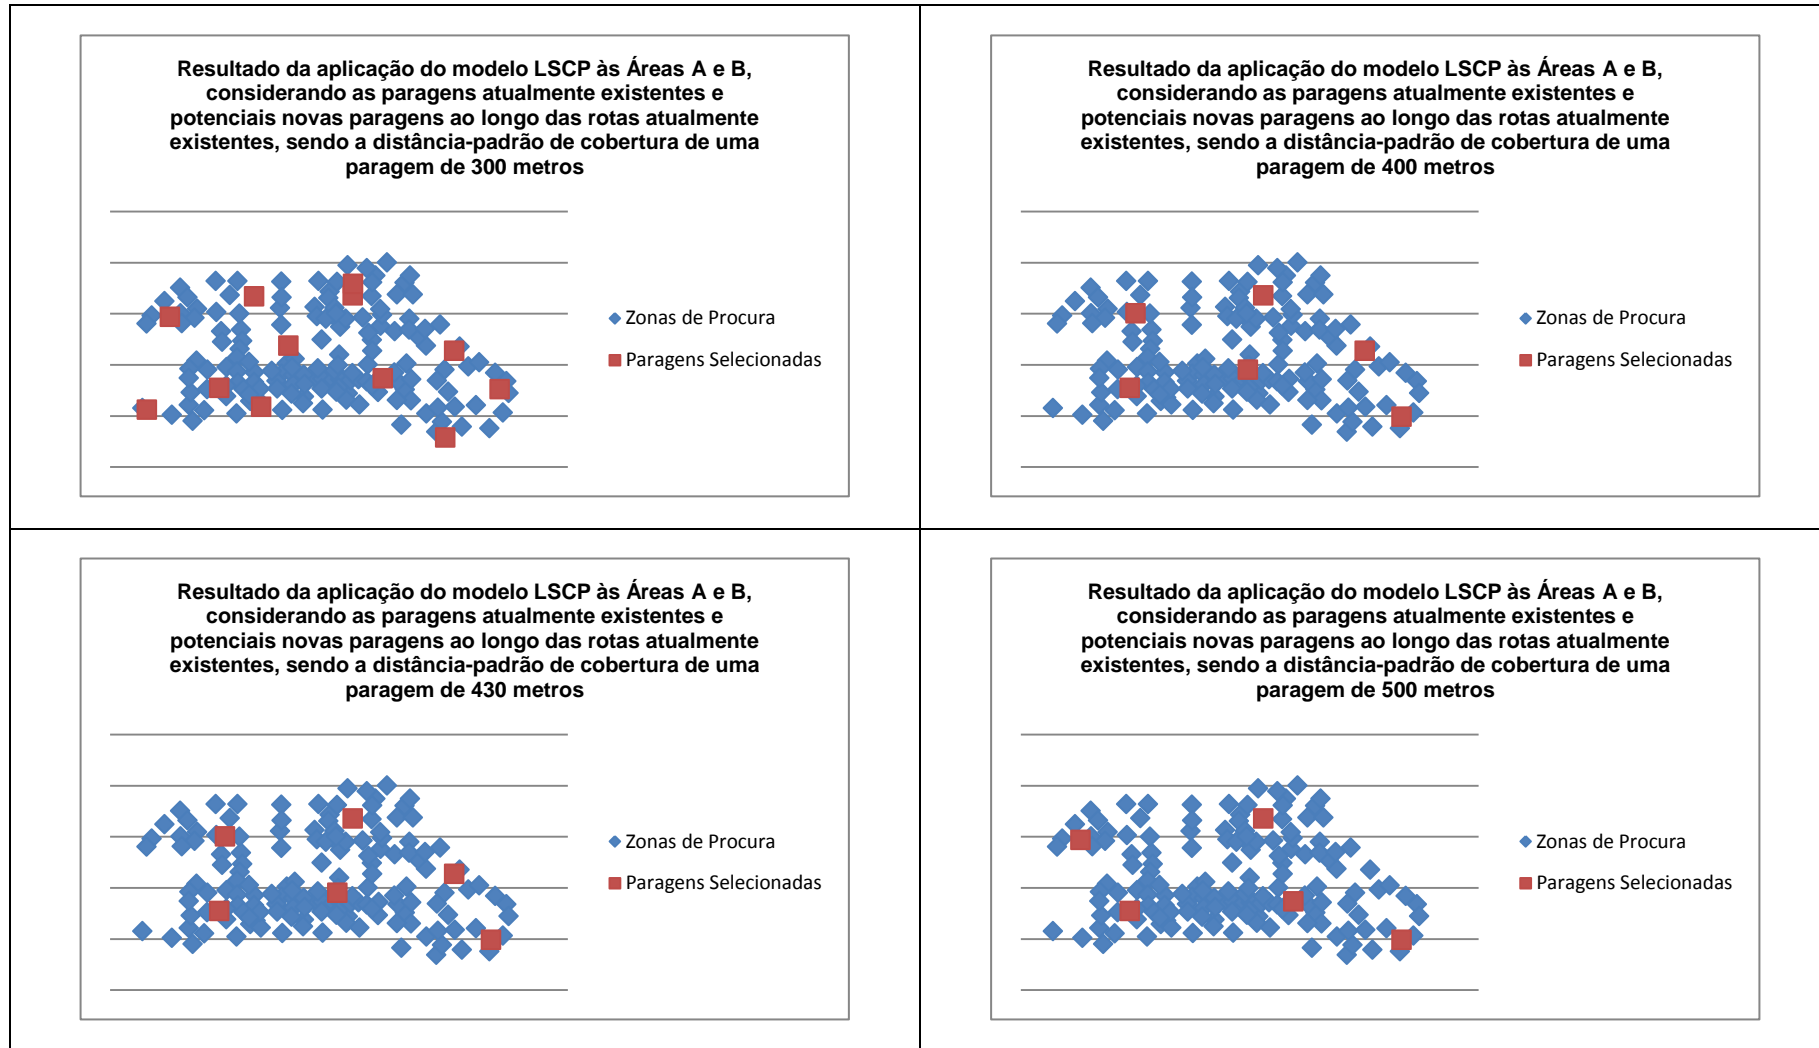 Resultado da aplicação do modelo LSCP às Áreas A e B,
considerando as paragens atualmente existentes e
potenciais novas paragens ao longo das rotas atualmente
existentes, sendo a distância-padrão de cobertura de uma
paragem de 300 metros
Zonas de Procura
Paragens Selecionadas
Resultado da aplicação do modelo LSCP às Áreas A e B,
considerando as paragens atualmente existentes e
potenciais novas paragens ao longo das rotas atualmente
existentes, sendo a distância-padrão de cobertura de uma
paragem de 400 metros
Zonas de Procura
Paragens Selecionadas
Resultado da aplicação do modelo LSCP às Áreas A e B,
considerando as paragens atualmente existentes e
potenciais novas paragens ao longo das rotas atualmente
existentes, sendo a distância-padrão de cobertura de uma
paragem de 430 metros
Zonas de Procura
Paragens Selecionadas
Resultado da aplicação do modelo LSCP às Áreas A e B,
considerando as paragens atualmente existentes e
potenciais novas paragens ao longo das rotas atualmente
existentes, sendo a distância-padrão de cobertura de uma
paragem de 500 metros
Zonas de Procura
Paragens Selecionadas